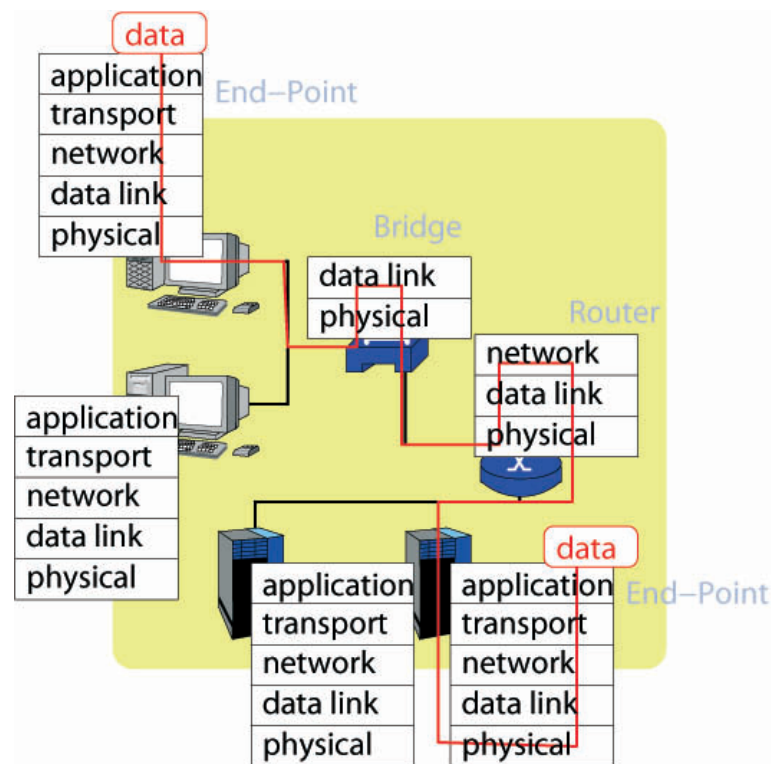 data
application
transport
network
data link
physical
End–Point
Bridge
data link
physical
Router
network
data link
physical
application
transport
network
data link
physical
application
transport
network
data link
physical
data
application
transport
network
data link
physical
End–Point